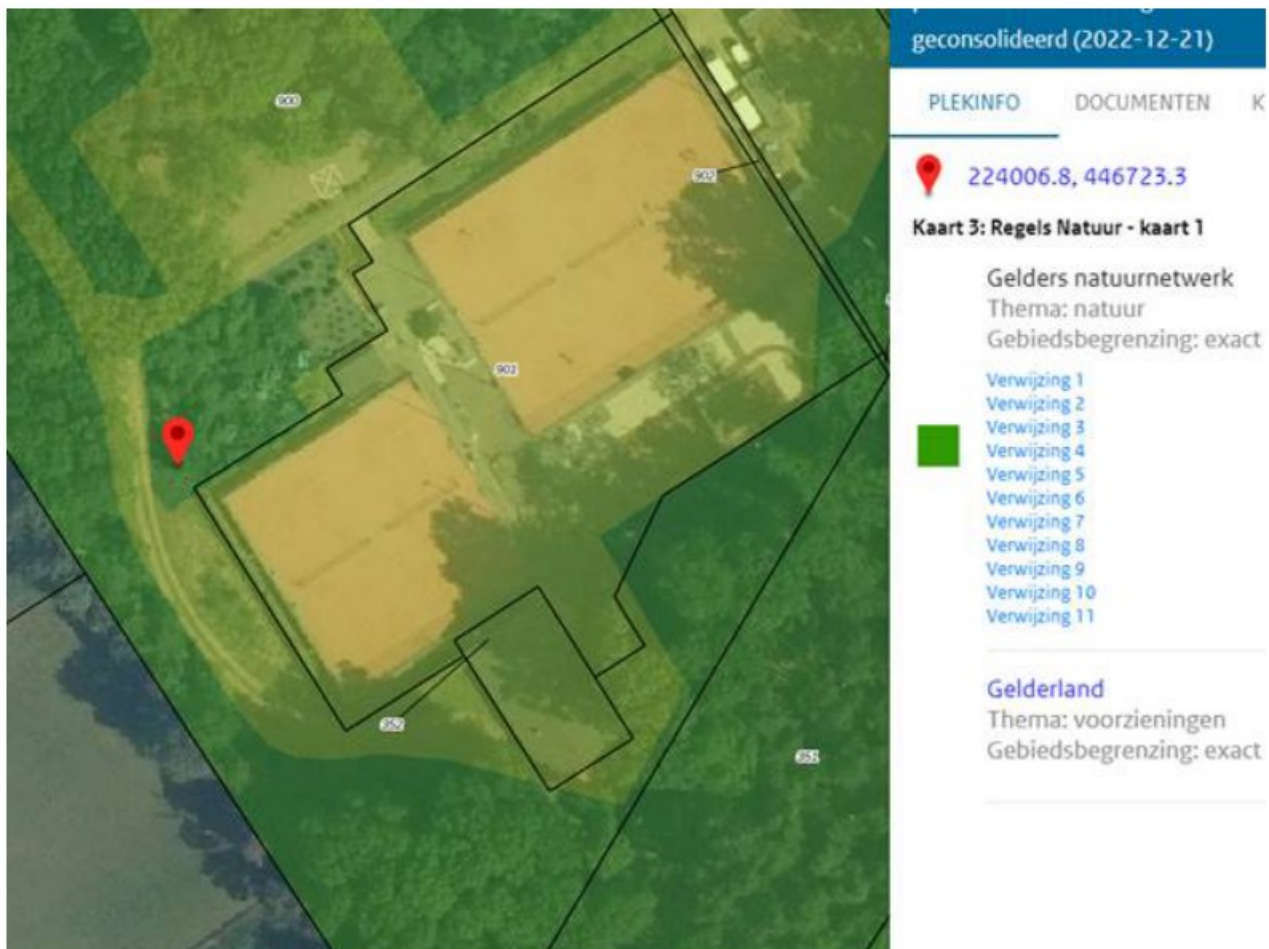 geconsolideerd (2022-12-21)
PLEKINFO DOCUMENTEN K
224006.8, 446723.3
Kaart 3: Regels Natuur - kaart 1
Gelders natuurnetwerk
Thema: natuur
Gebiedsbegrenzing: exact
Verwijzing 1
Verwijzing 2
Verwijzing 3
Verwijzing 4
Verwijzing 5
Verwijzing 6
Verwijzing 7
Verwijzing 8
Verwijzing 9
Verwijzing 10
Verwijzing 11
Gelderland
Thema: voorzieningen
Gebiedsbegrenzing: exact
900
902
352